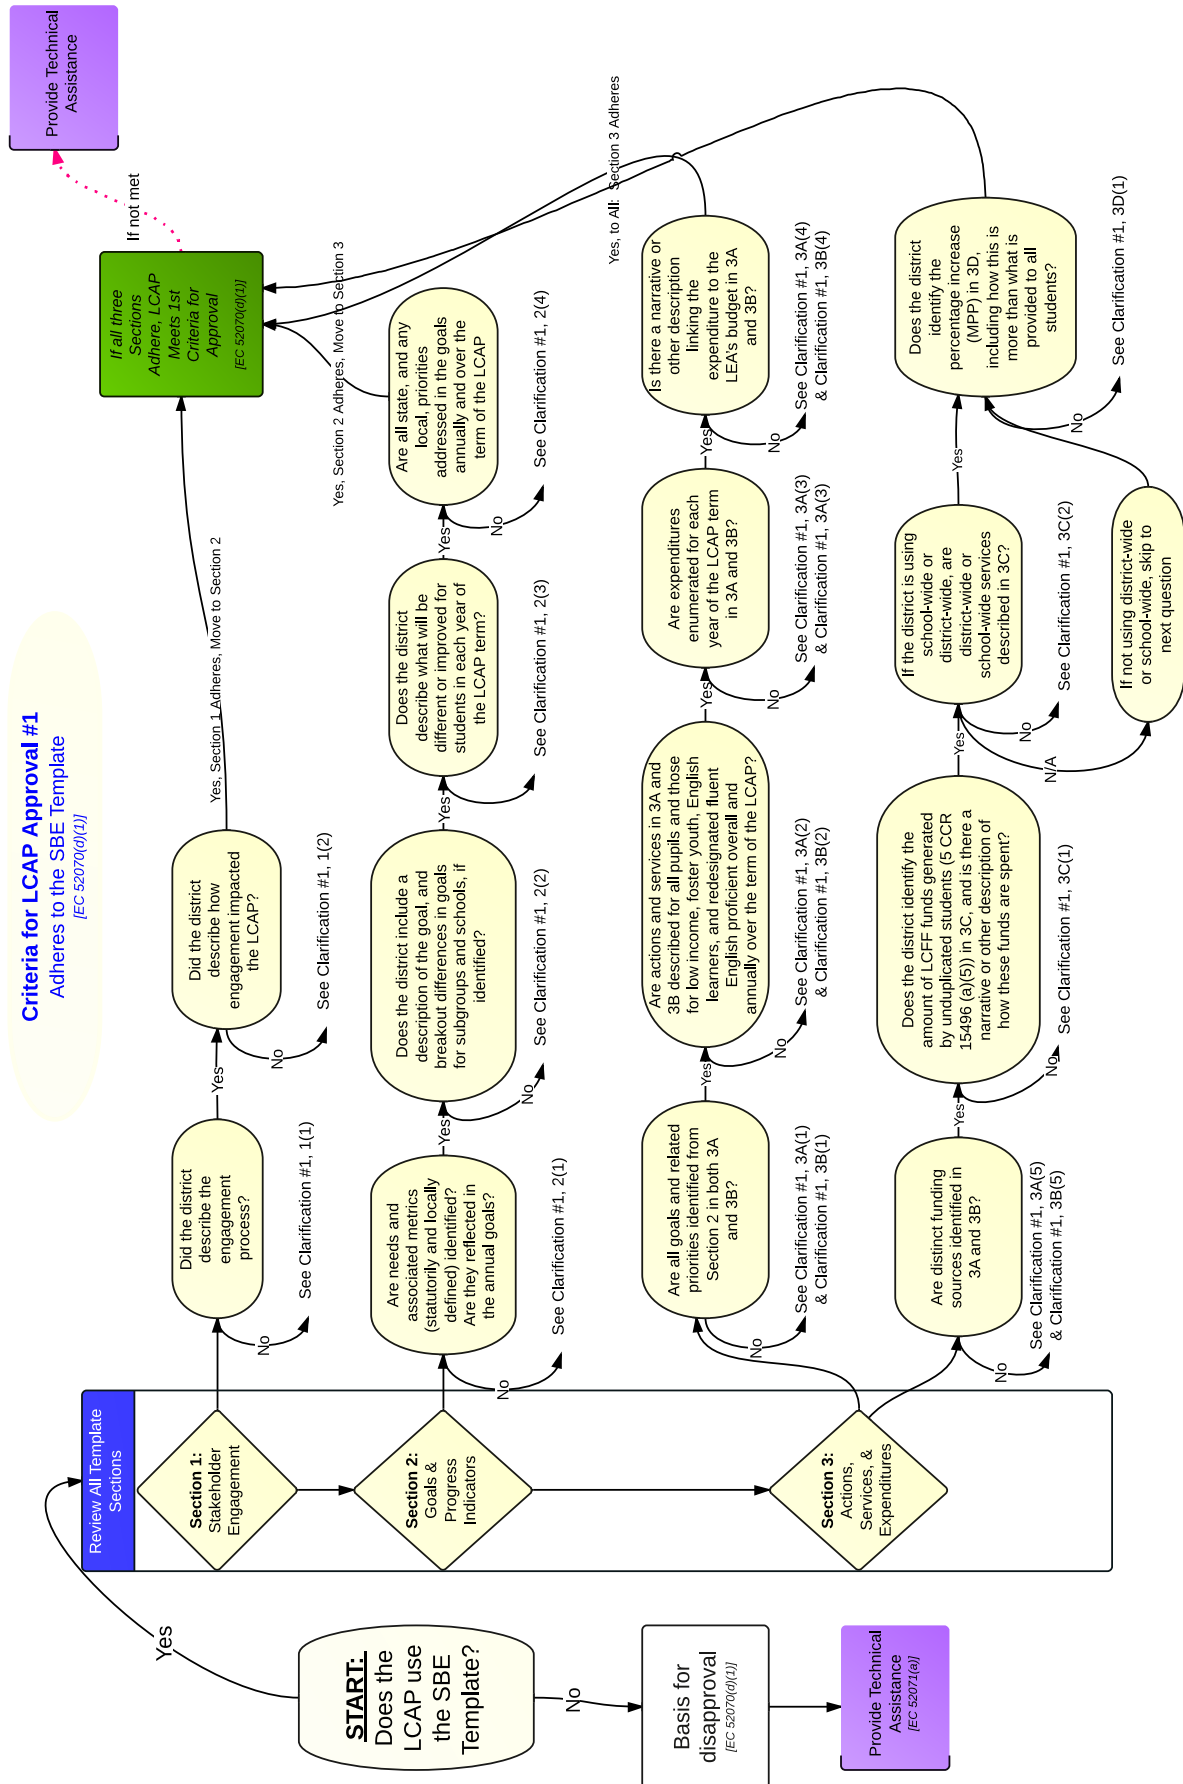 Criteria for LCAP Approval #1
Adheres to the SBE Template
[EC 52070(d)(1)]
START:
Does the
LCAP use
the SBE
Template?
Yes
No
Basis for
disapproval
[EC 52070(d)(1)]
Provide Technical
Assistance
[EC 52071(a)]
Review All Template
Sections
Section 1:
Stakeholder
Engagement
Did the district
describe the
engagement
process?
No
See Clarification #1, 1(1)
Yes
Did the district
describe how
engagement impacted
the LCAP?
No
See Clarification #1, 1(2)
Yes, Section 1 Adheres, Move to Section 2
If all three
Sections
Adhere, LCAP
Meets 1st
Criteria for
Approval
[EC 52070(d)(1)]
If not met
Provide Technical
Assistance
Section 2:
Goals &
Progress
Indicators
Are needs and
associated metrics
(statutorily and locally
defined) identified?
Are they reflected in
the annual goals?
No
See Clarification #1, 2(1)
Yes
Does the district include a
description of the goal, and
breakout differences in goals
for subgroups and schools, if
identified?
No
See Clarification #1, 2(2)
Yes
Does the district
describe what will be
different or improved for
students in each year of
the LCAP term?
See Clarification #1, 2(3)
Yes
Are all state, and any
local, priorities
addressed in the goals
annually and over the
term of the LCAP
No
See Clarification #1, 2(4)
Yes, Section 2 Adheres, Move to Section 3
Section 3:
Actions,
Services, &
Expenditures
Are all goals and related
priorities identified from
Section 2 in both 3A
and 3B?
No
See Clarification #1, 3A(1)
& Clarification #1, 3B(1)
Yes
Are actions and services in 3A and
3B described for all pupils and those
for low income, foster youth, English
learners, and redesignated fluent
English proficient overall and
annually over the term of the LCAP?
No
See Clarification #1, 3A(2)
& Clarification #1, 3B(2)
Yes
Are expenditures
enumerated for each
year of the LCAP term
in 3A and 3B?
No
See Clarification #1, 3A(3)
& Clarification #1, 3A(3)
Yes
Is there a narrative or
other description
linking the
expenditure to the
LEA's budget in 3A
and 3B?
No
See Clarification #1, 3A(4)
& Clarification #1, 3B(4)
Yes, to All: Section 3 Adheres
Are distinct funding
sources identified in
3A and 3B?
No
See Clarification #1, 3A(5)
& Clarification #1, 3B(5)
Yes
Does the district identify the
amount of LCFF funds generated
by unduplicated students (5 CCR
15496 (a)(5)) in 3C, and is there a
narrative or other description of
how these funds are spent?
No
See Clarification #1, 3C(1)
Yes
If the district is using
school-wide or
district-wide, are
district-wide or
school-wide services
described in 3C?
No
See Clarification #1, 3C(2)
N/A
If not using district-wide
or school-wide, skip to
next question
Yes
Does the district
identify the
percentage increase
(MPP) in 3D,
including how this is
more than what is
provided to all
students?
No
See Clarification #1, 3D(1)